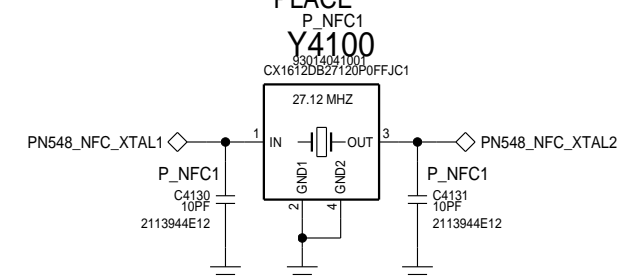 PLACE
P_NFC1
Y4100
93014041001
CX1612DB27120P0FFJC1
27.12 MHZ
PN548_NFC_XTAL1
1
IN
OUT
3
PN548_NFC_XTAL2
GND1
GND2
2
4
P_NFC1
C4130
10PF
2113944E12
P_NFC1
C4131
10PF
2113944E12